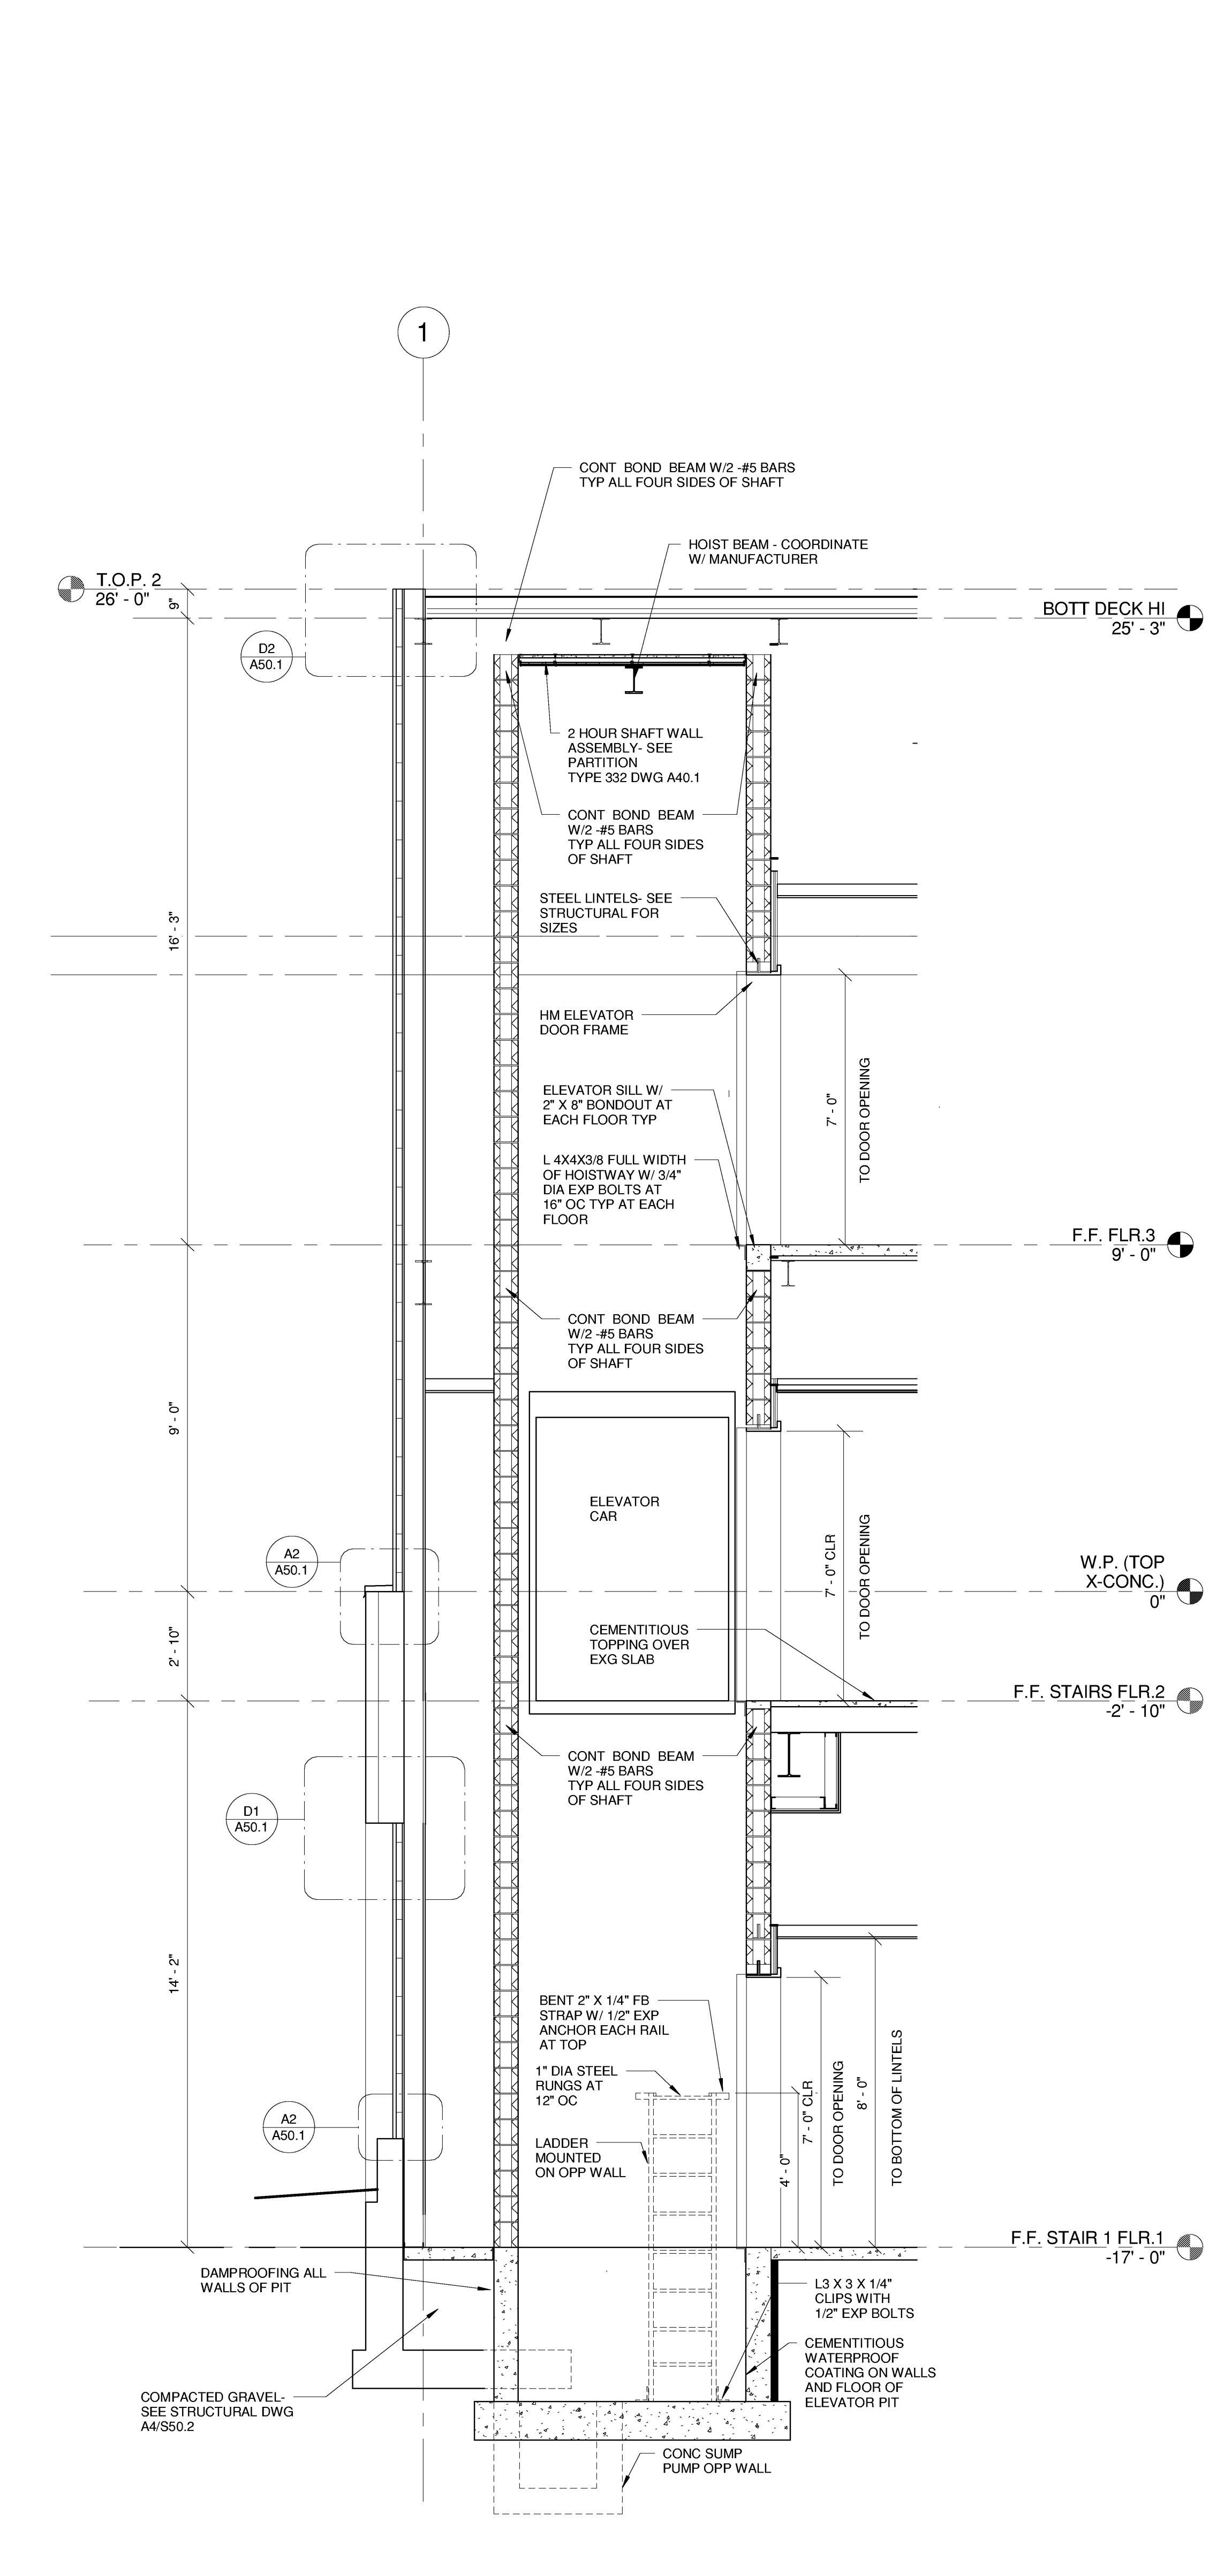 1
CONT BOND BEAM W/2 -#5 BARS
TYP ALL FOUR SIDES OF SHAFT
HOIST BEAM - COORDINATE
W/ MANUFACTURER
T.O.P. 2
26' - 0"
9"
BOTT DECK HI
25' - 3"
D2
A50.1
2 HOUR SHAFT WALL
ASSEMBLY- SEE
PARTITION
TYPE 332 DWG A40.1
CONT BOND BEAM
W/2 -#5 BARS
TYP ALL FOUR SIDES
OF SHAFT
STEEL LINTELS- SEE
STRUCTURAL FOR
SIZES
16' - 3"
HM ELEVATOR
DOOR FRAME
ELEVATOR SILL W/
2" X 8" BONDOUT AT
EACH FLOOR TYP
7' - 0"
TO DOOR OPENING
L 4X4X3/8 FULL WIDTH
OF HOISTWAY W/ 3/4"
DIA EXP BOLTS AT
16" OC TYP AT EACH
FLOOR
F.F. FLR.3
9' - 0"
CONT BOND BEAM
W/2 -#5 BARS
TYP ALL FOUR SIDES
OF SHAFT
9' - 0"
ELEVATOR
CAR
A2
A50.1
7' - 0" CLR
TO DOOR OPENING
W.P. (TOP
X-CONC.)
0"
2' - 10"
CEMENTITIOUS
TOPPING OVER
EXG SLAB
F.F. STAIRS FLR.2
-2' - 10"
CONT BOND BEAM
W/2 -#5 BARS
TYP ALL FOUR SIDES
OF SHAFT
D1
A50.1
14' - 2"
BENT 2" X 1/4" FB
STRAP W/ 1/2" EXP
ANCHOR EACH RAIL
AT TOP
1" DIA STEEL
RUNGS AT
12" OC
A2
A50.1
LADDER
MOUNTED
ON OPP WALL
4' - 0"
7' - 0" CLR
TO DOOR OPENING
8' - 0"
TO BOTTOM OF LINTELS
F.F. STAIR 1 FLR.1
-17' - 0"
DAMPROOFING ALL
WALLS OF PIT
L3 X 3 X 1/4"
CLIPS WITH
1/2" EXP BOLTS
CEMENTITIOUS
WATERPROOF
COATING ON WALLS
AND FLOOR OF
ELEVATOR PIT
COMPACTED GRAVEL-
SEE STRUCTURAL DWG
A4/S50.2
CONC SUMP
PUMP OPP WALL